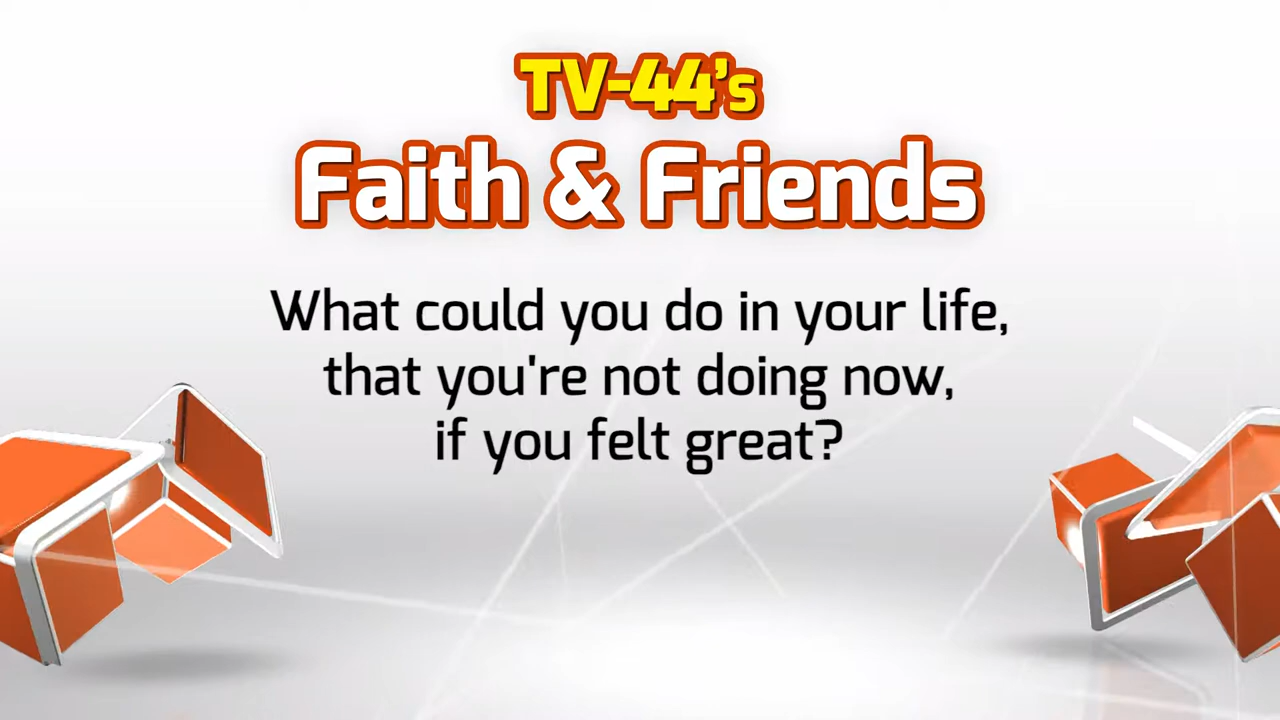 TV-44's
Faith & Friends
What could you do in your life,
that you're not doing now,
if you felt great?